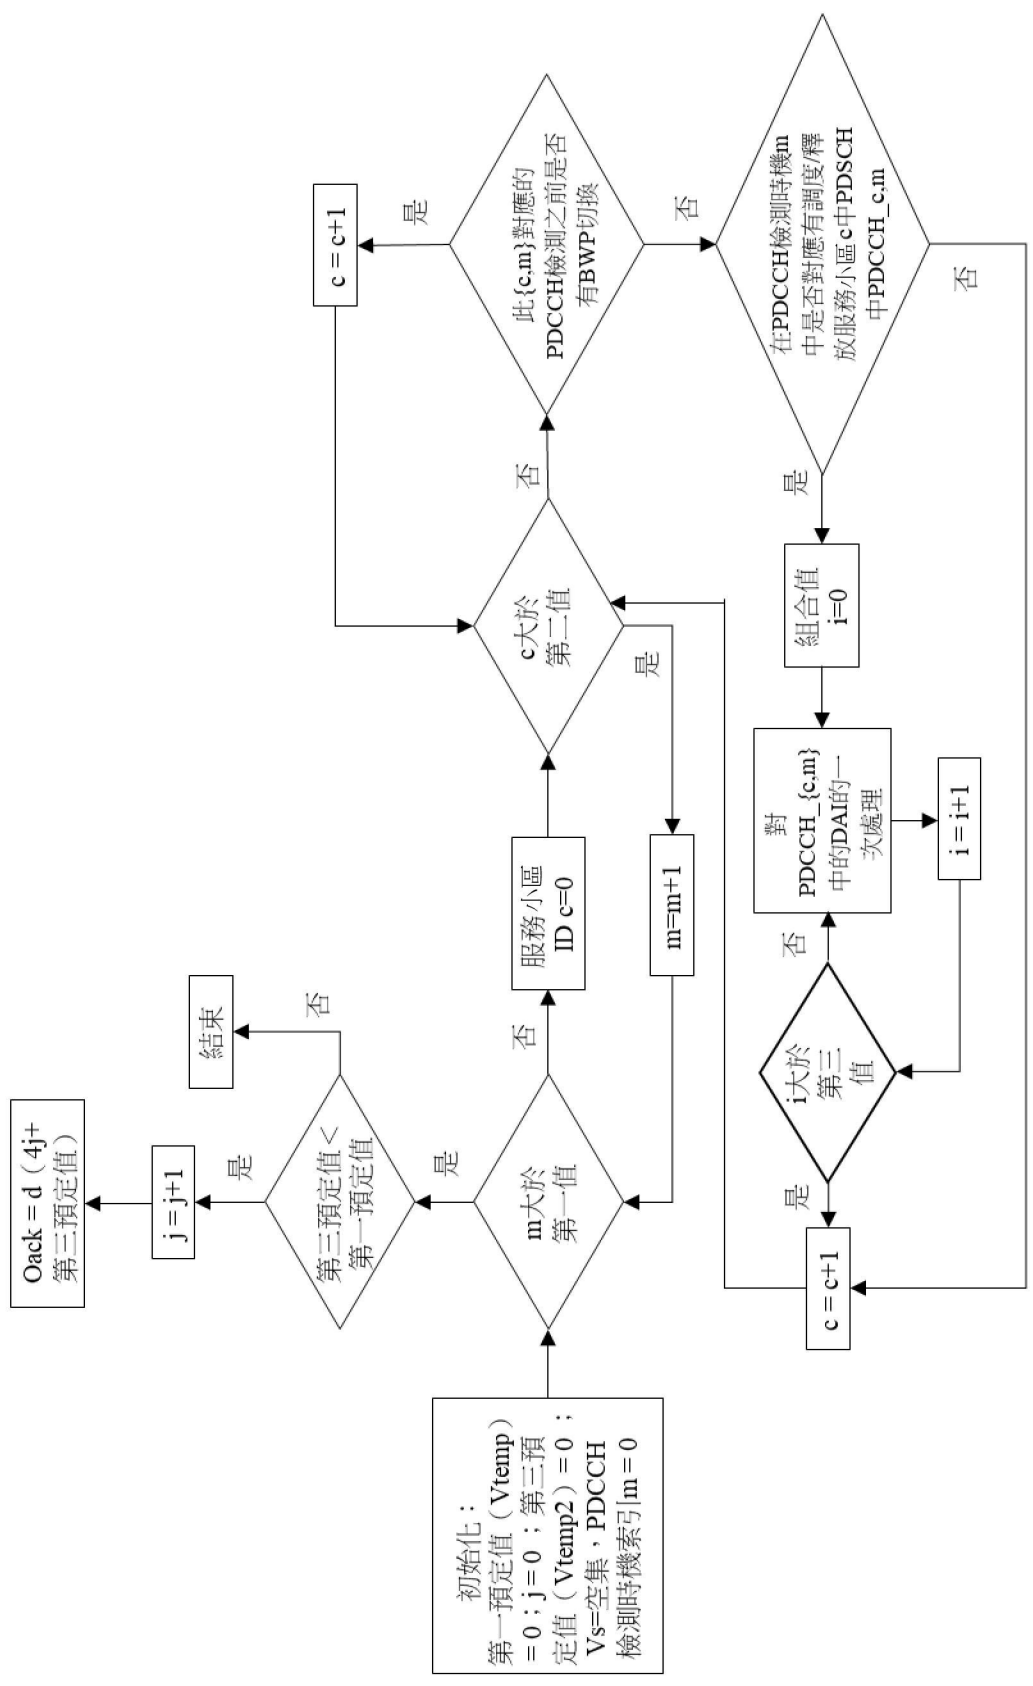 初始化：
第一預定值（Vtemp）
=0；j=0；第三預
定值（Vtemp2）=0；
Vs=空集，PDCCH
檢測時機索引m=0
m大於
第一值
是
否
第三預定值<
第一預定值
是
否
j = j+1
Oack = d（4j+
第三預定值）
結束
服務小區
ID c=0
c大於
第二值
是
否
m=m+1
此{c,m}對應的
PDCCH檢測之前是否
有BWP切換
是
否
c = c+1
在PDCCH檢測時機m
中是否對應有調度/釋
放服務小區c中PDSCH
中PDCCH_c,m
是
否
組合值
i=0
對
PDCCH_{c,m}
中的DAI的一
次處理
i = i+1
i大於
第三
值
否
是
c = c+1